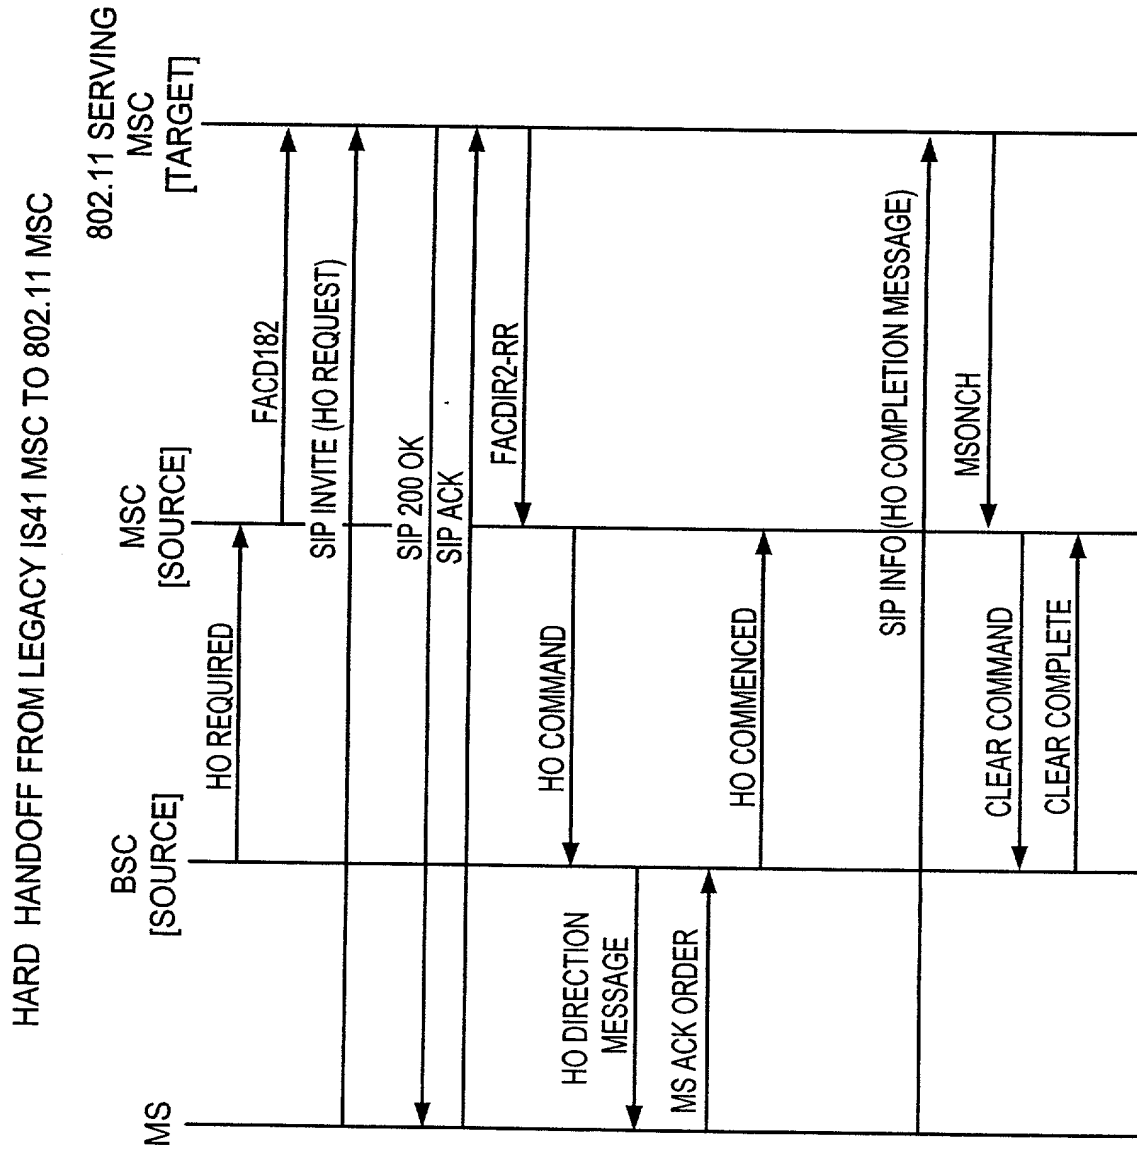 HARD HANDOFF FROM LEGACY IS41 MSC TO 802.11 MSC
MS
BSC
[SOURCE]
MSC
[SOURCE]
802.11 SERVING
MSC
[TARGET]
HO REQUIRED
FACD182
SIP INVITE (HO REQUEST)
SIP 200 OK
SIP ACK
FACDIR2-RR
HO COMMAND
HO DIRECTION
MESSAGE
MS ACK ORDER
HO COMMENCED
SIP INFO (HO COMPLETION MESSAGE)
MSONCH
CLEAR COMMAND
CLEAR COMPLETE